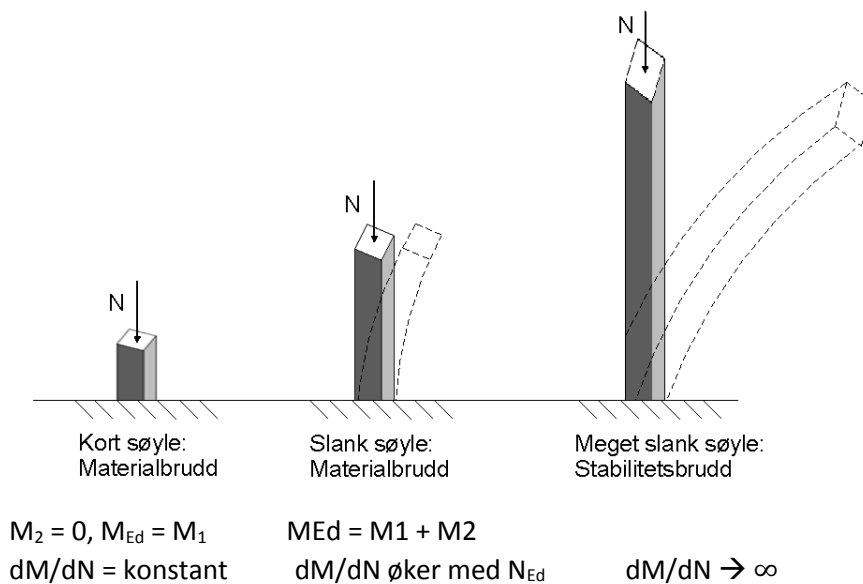 N
N
N
Kort søyle:
Materialbrudd
Slank søyle:
Materialbrudd
Meget slank søyle:
Stabilitetsbrudd
M₂ = 0, M_Ed = M₁
MEd = M1 + M2
dM/dN = konstant
dM/dN øker med N_Ed
dM/dN → ∞